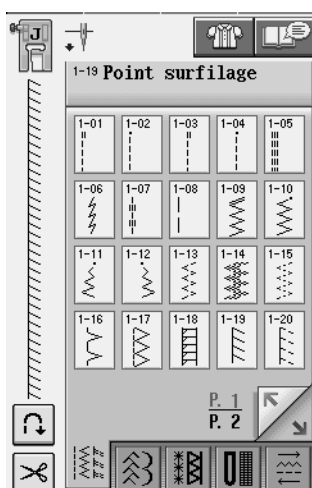 J
1-19 Point surfilage
1-01 1-02 1-03 1-04 1-05
1-06 1-07 1-08 1-09 1-10
1-11 1-12 1-13 1-14 1-15
1-16 1-17 1-18 1-19 1-20
P. 1
P. 2